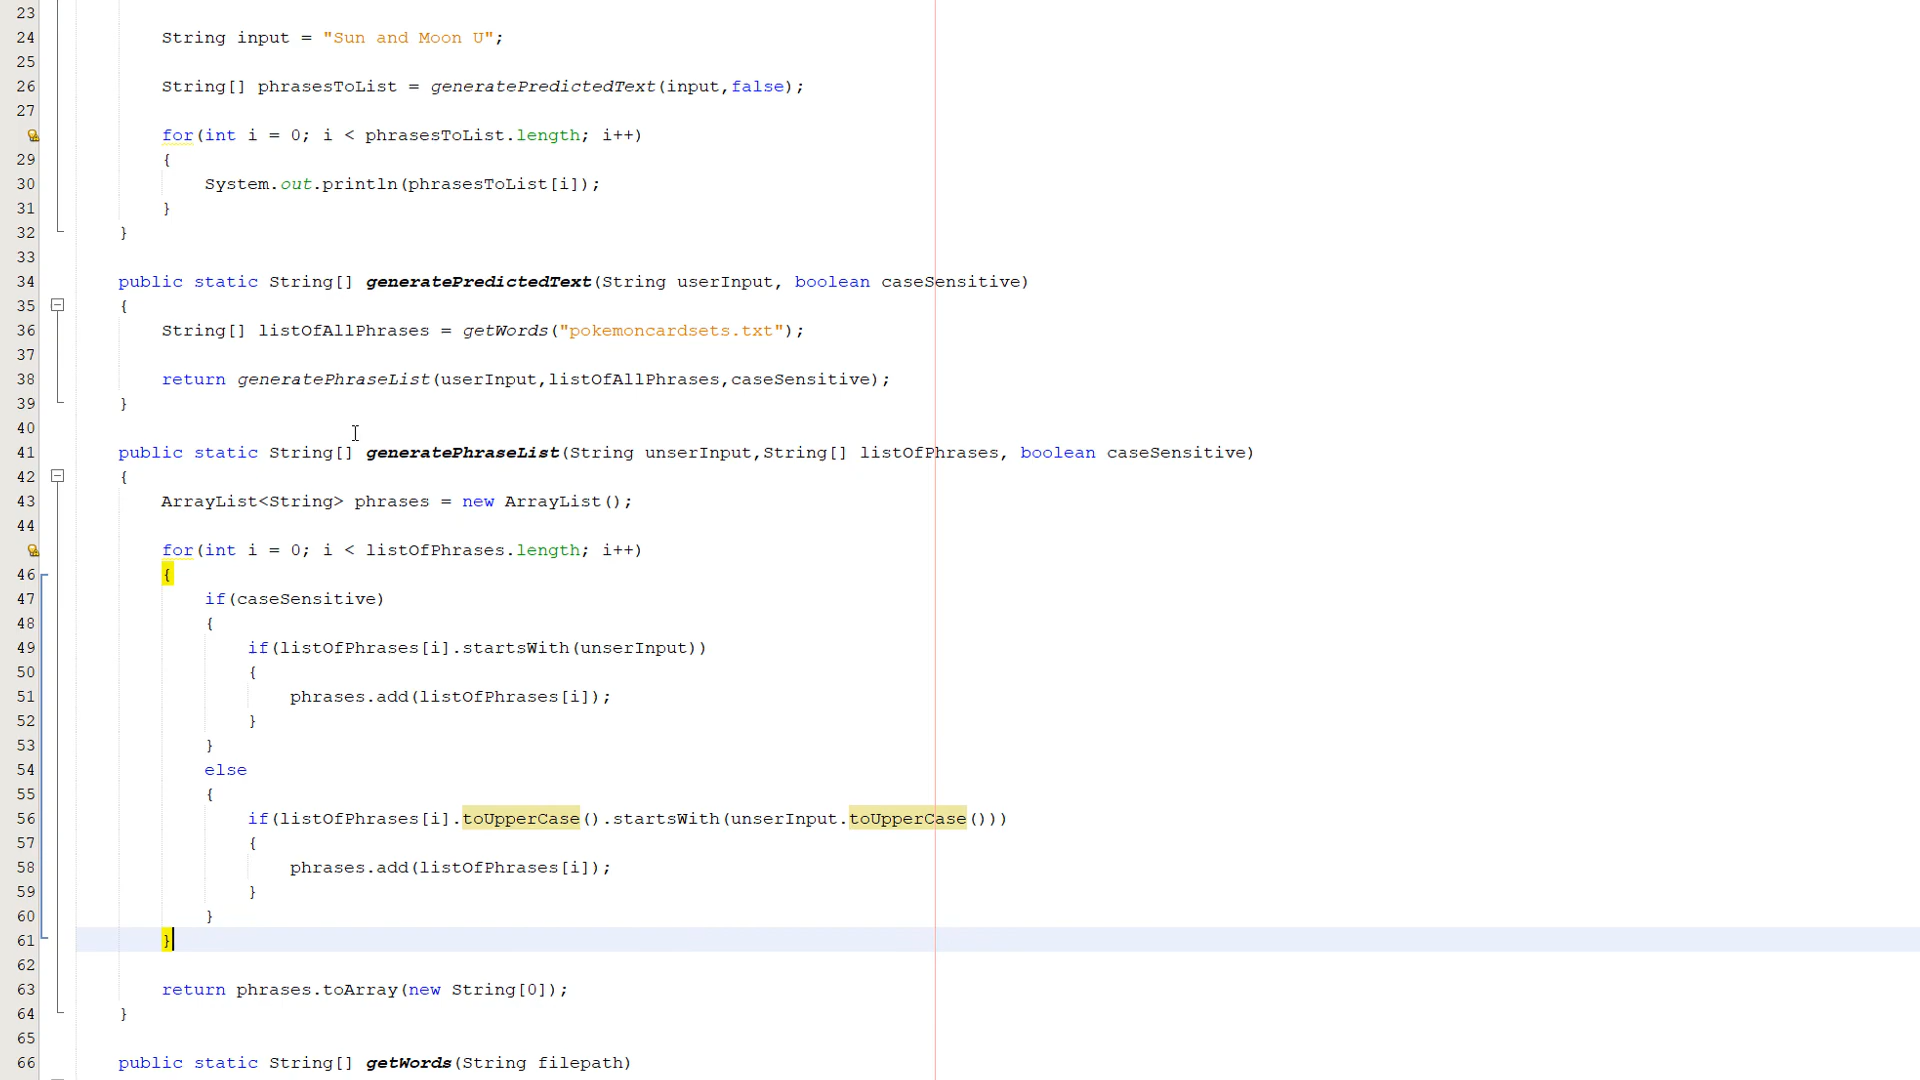 23
24 String input = "Sun and Moon U";
25
26 String[] phrasesToList = generatePredictedText(input,false);
27
for(int i = 0; i < phrasesToList.length; i++)
29 {
30 System.out.println(phrasesToList[i]);
31 }
32 }
33
34 public static String[] generatePredictedText(String userInput, boolean caseSensitive)
35 {
36 String[] listOfAllPhrases = getWords("pokemoncardsets.txt");
37
38 return generatePhraseList(userInput,listOfAllPhrases,caseSensitive);
39 }
40
41 public static String[] generatePhraseList(String unserInput,String[] listOfPhrases, boolean caseSensitive)
42 {
43 ArrayList<String> phrases = new ArrayList();
44
for(int i = 0; i < listOfPhrases.length; i++)
46 {
47 if(caseSensitive)
48 {
49 if(listOfPhrases[i].startsWith(unserInput))
50 {
51 phrases.add(listOfPhrases[i]);
52 }
53 }
54 else
55 {
56 if(listOfPhrases[i].toUpperCase().startsWith(unserInput.toUpperCase()))
57 {
58 phrases.add(listOfPhrases[i]);
59 }
60 }
61 }
62
63 return phrases.toArray(new String[0]);
64 }
65
66 public static String[] getWords(String filepath)